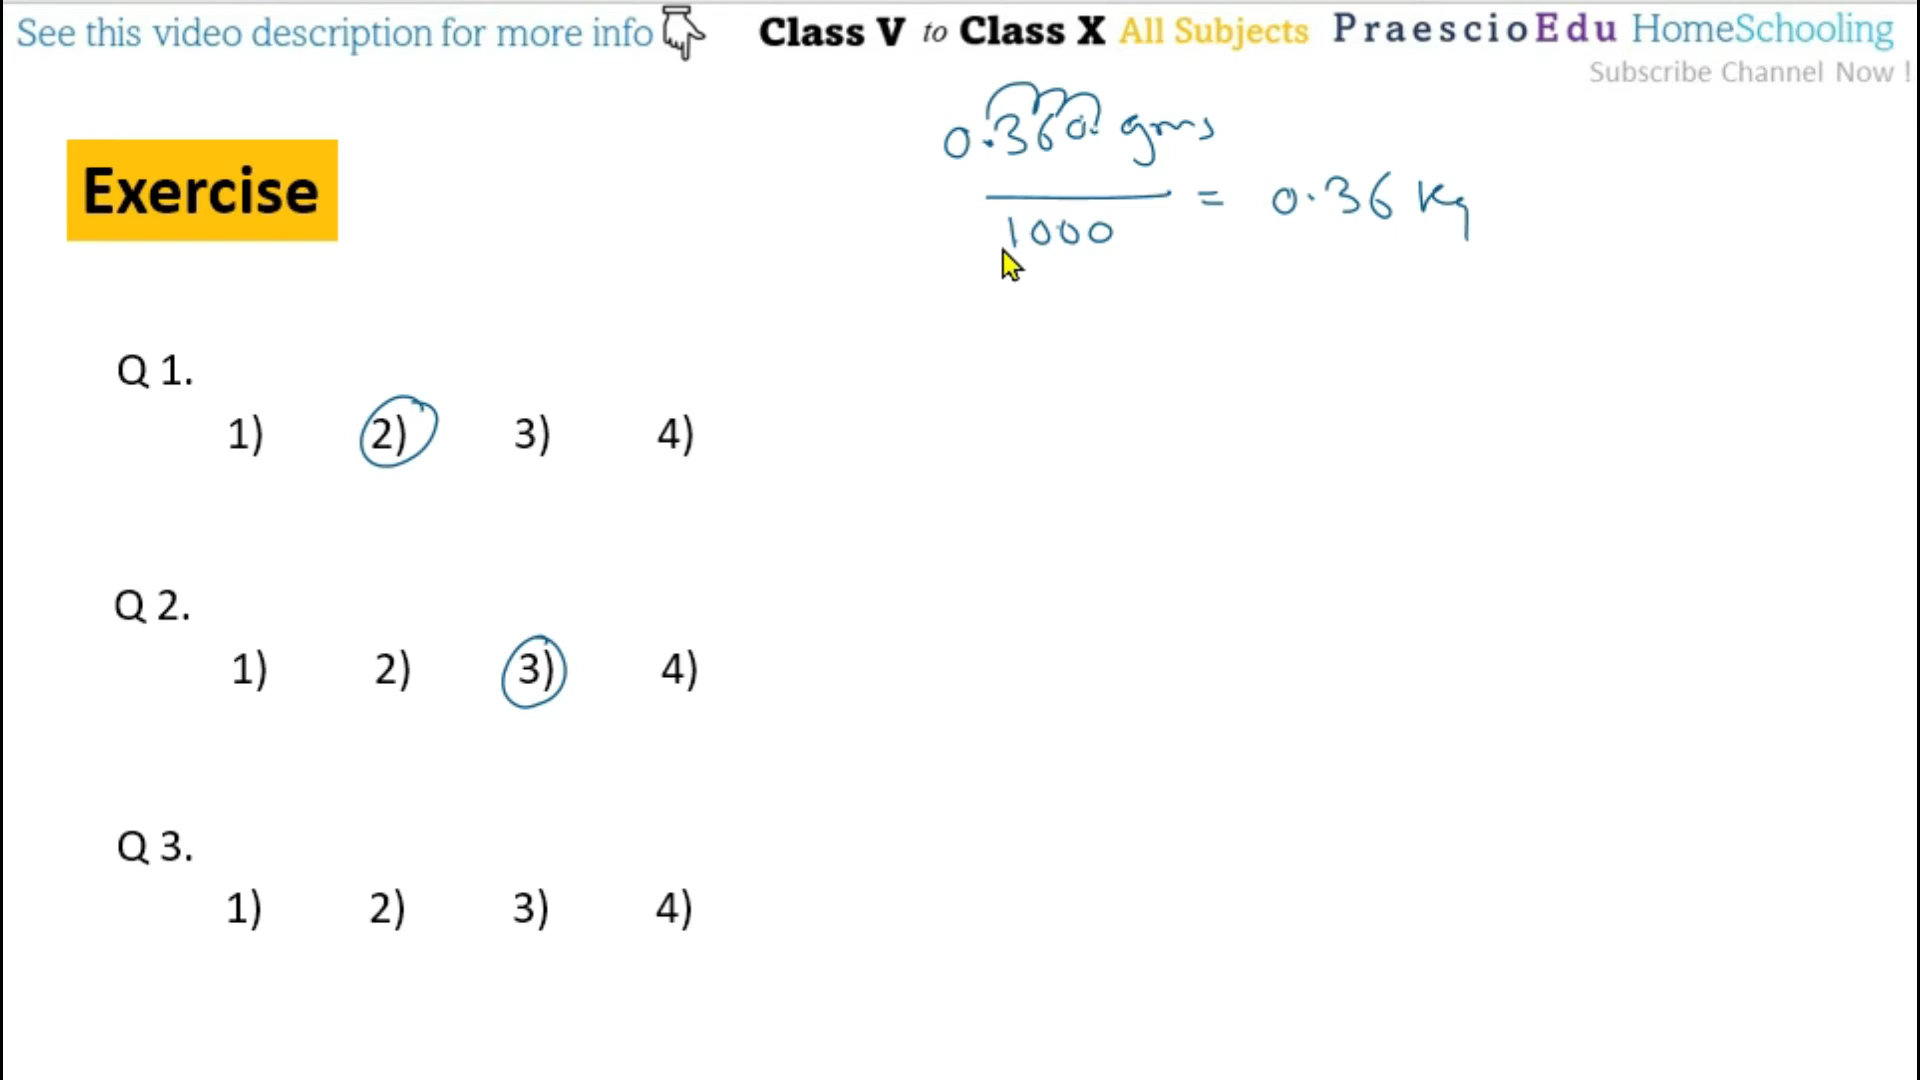 See this video description for more info Class V to Class X All Subjects PraescioEdu HomeSchooling
Subscribe Channel Now !
0.360. gms
1000
= 0.36 Kg
Exercise
Q 1.
1) 2) 3) 4)
Q 2.
1) 2) 3) 4)
Q 3.
1) 2) 3) 4)